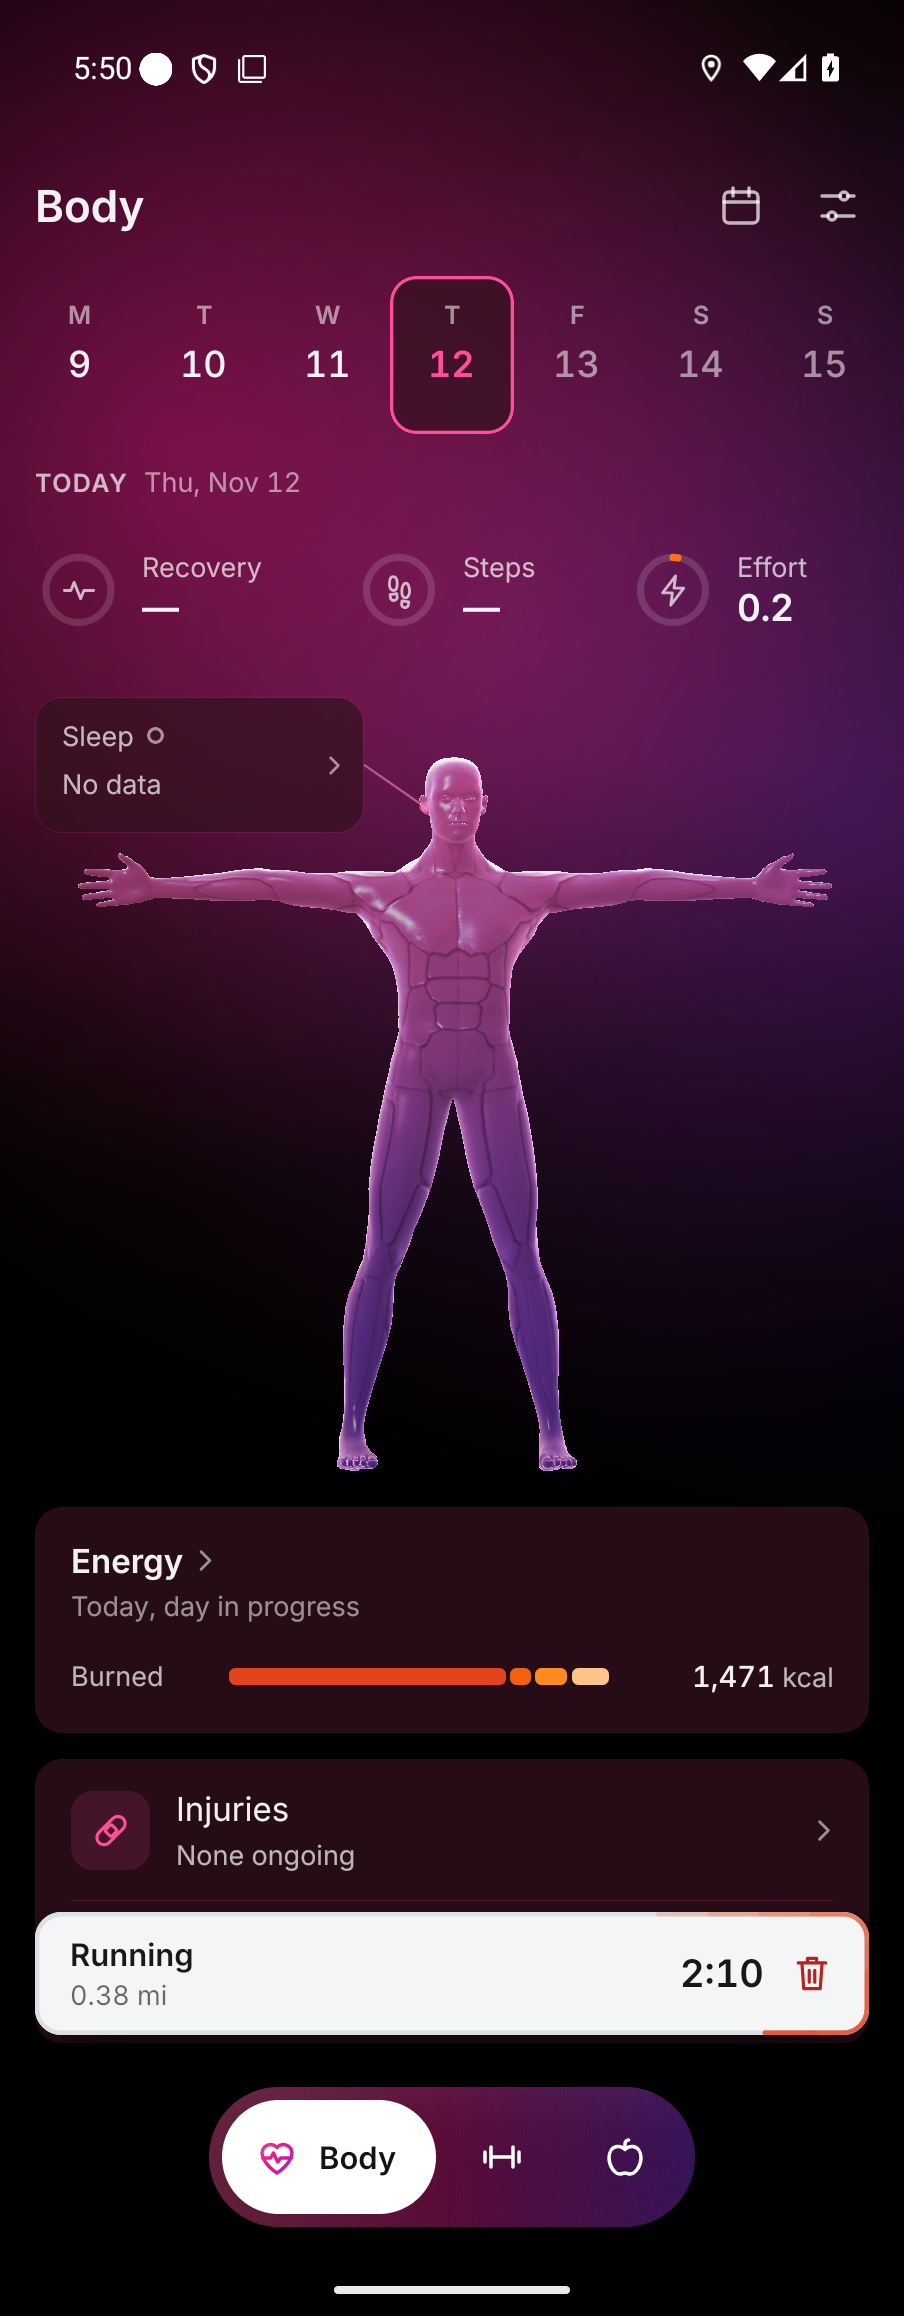 5:50
Body
M T W T F S S
9 10 11 12 13 14 15
TODAY Thu, Nov 12
Recovery Steps Effort
— — 0.2
Sleep
No data
Energy
Today, day in progress
Burned 1,471 kcal
Injuries
None ongoing
Running 2:10
0.38 mi
Body